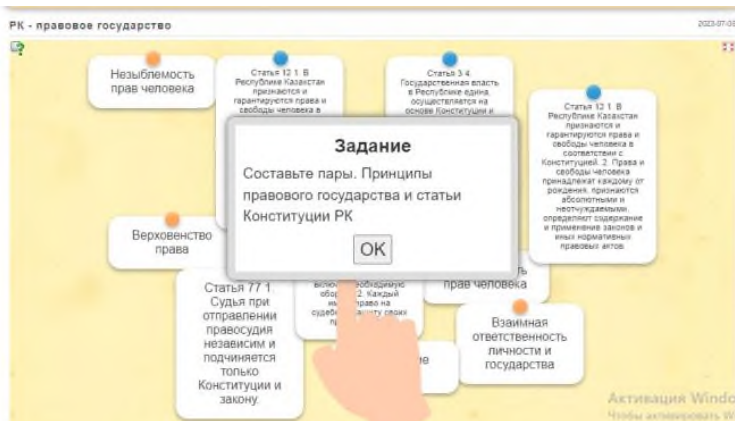 РК - правовое государство
Незыблемость
прав человека
Статья 12 1. В
Республике Казахстан
признаются и
гарантируются права и
свободы человека в
Статья 3 4.
Государственная власть
в Республике едина,
осуществляется на
основе Конституции и
Статья 12 1. В
Республике Казахстан
признаются и
гарантируются права и
свободы человека в
соответствии с
Конституцией. 2. Права и
свободы человека
принадлежат каждому от
рождения, признаются
абсолютными и
неотчуждаемыми,
определяют содержание
и применение законов и
иных нормативных
правовых актов.
Задание
Составьте пары. Принципы
правового государства и статьи
Конституции РК
OK
Верховенство
права
Статья 77 1.
Судья при
отправлении
правосудия
независим и
подчиняется
только
Конституции и
закону.
2. Каждый
прав человека
Взаимная
ответственность
личности и
государства
Активация Windo
Чтобы активировать W